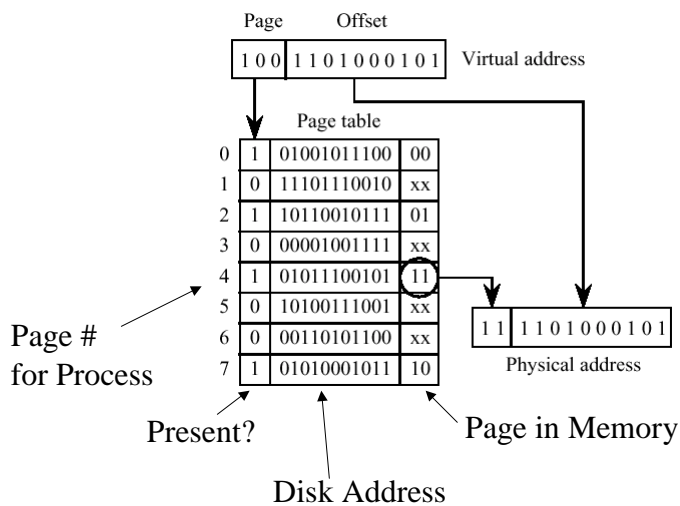 Page Offset
1 0 0 1 1 0 1 0 0 0 1 0 1 Virtual address
Page table
0 1 01001011100 00
1 0 11101110010 xx
2 1 10110010111 01
3 0 00001001111 xx
4 1 01011100101 11
5 0 10100111001 xx
6 0 00110101100 xx
7 1 01010001011 10
1 1 1 1 0 1 0 0 0 1 0 1
Physical address
Page #
for Process
Present?
Page in Memory
Disk Address